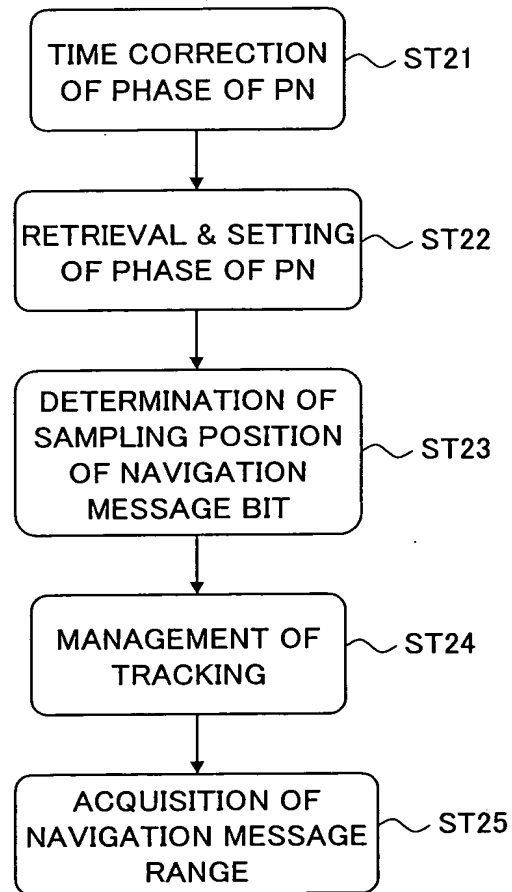 TIME CORRECTION
OF PHASE OF PN
ST21
RETRIEVAL & SETTING
OF PHASE OF PN
ST22
DETERMINATION OF
SAMPLING POSITION
OF NAVIGATION
MESSAGE BIT
ST23
MANAGEMENT OF
TRACKING
ST24
ACQUISITION OF
NAVIGATION MESSAGE
RANGE
ST25